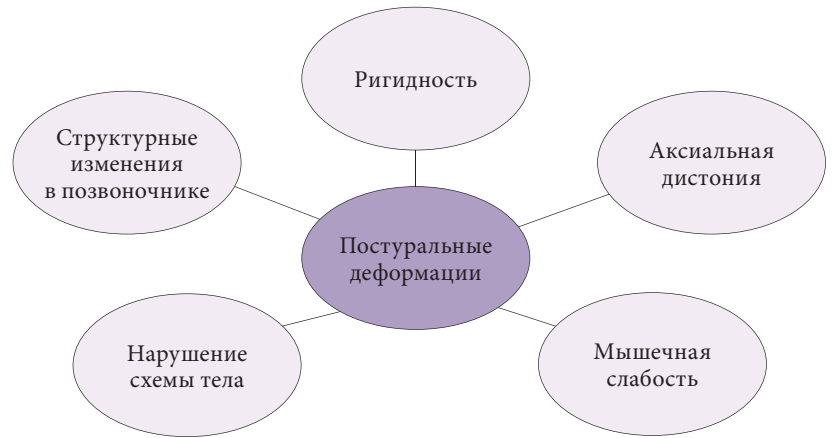 Ригидность
Структурные
изменения
в позвоночнике
Аксиальная
дистония
Постуральные
деформации
Нарушение
схемы тела
Мышечная
слабость